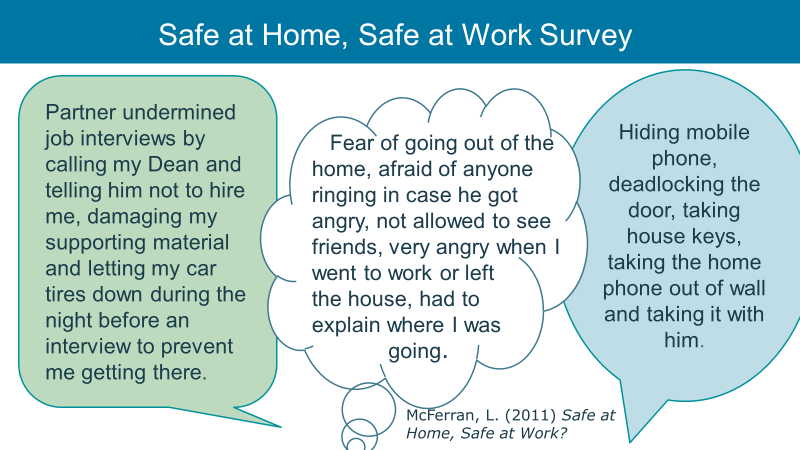 Safe at Home, Safe at Work Survey
Partner undermined
job interviews by
calling my Dean and
telling him not to hire
me, damaging my
supporting material
and letting my car
tires down during the
night before an
interview to prevent
me getting there.
Fear of going out of the
home, afraid of anyone
ringing in case he got
angry, not allowed to see
friends, very angry when I
went to work or left
the house, had to
explain where I was
going.
Hiding mobile
phone,
deadlocking the
door, taking
house keys,
taking the home
phone out of wall
and taking it with
him.
McFerran, L. (2011) Safe at
Home, Safe at Work?